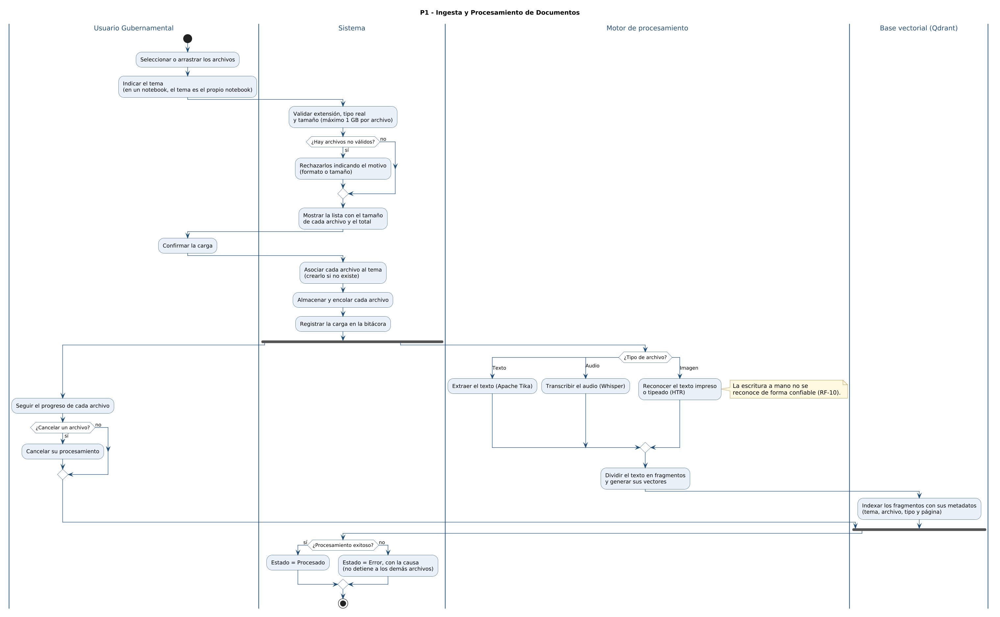 P1 - Ingesta y Procesamiento de Documentos
Usuario Gubernamental
Sistema
Motor de procesamiento
Base vectorial (Qdrant)
Seleccionar o arrastrar los archivos
Indicar el tema
(en un notebook, el tema es el propio notebook)
Validar extensión, tipo real
y tamaño (máximo 1 GB por archivo)
¿Hay archivos no válidos?
no
sí
Rechazarlos indicando el motivo
(formato o tamaño)
Mostrar la lista con el tamaño
de cada archivo y el total
Confirmar la carga
Asociar cada archivo al tema
(crearlo si no existe)
Almacenar y encolar cada archivo
Registrar la carga en la bitácora
¿Tipo de archivo?
Texto
Audio
Imagen
Extraer el texto (Apache Tika)
Transcribir el audio (Whisper)
Reconocer el texto impreso
o tipeado (HTR)
La escritura a mano no se
reconoce de forma confiable (RF-10).
Seguir el progreso de cada archivo
¿Cancelar un archivo?
no
sí
Cancelar su procesamiento
Dividir el texto en fragmentos
y generar sus vectores
Indexar los fragmentos con sus metadatos
(tema, archivo, tipo y página)
¿Procesamiento exitoso?
sí
no
Estado = Procesado
Estado = Error, con la causa
(no detiene a los demás archivos)